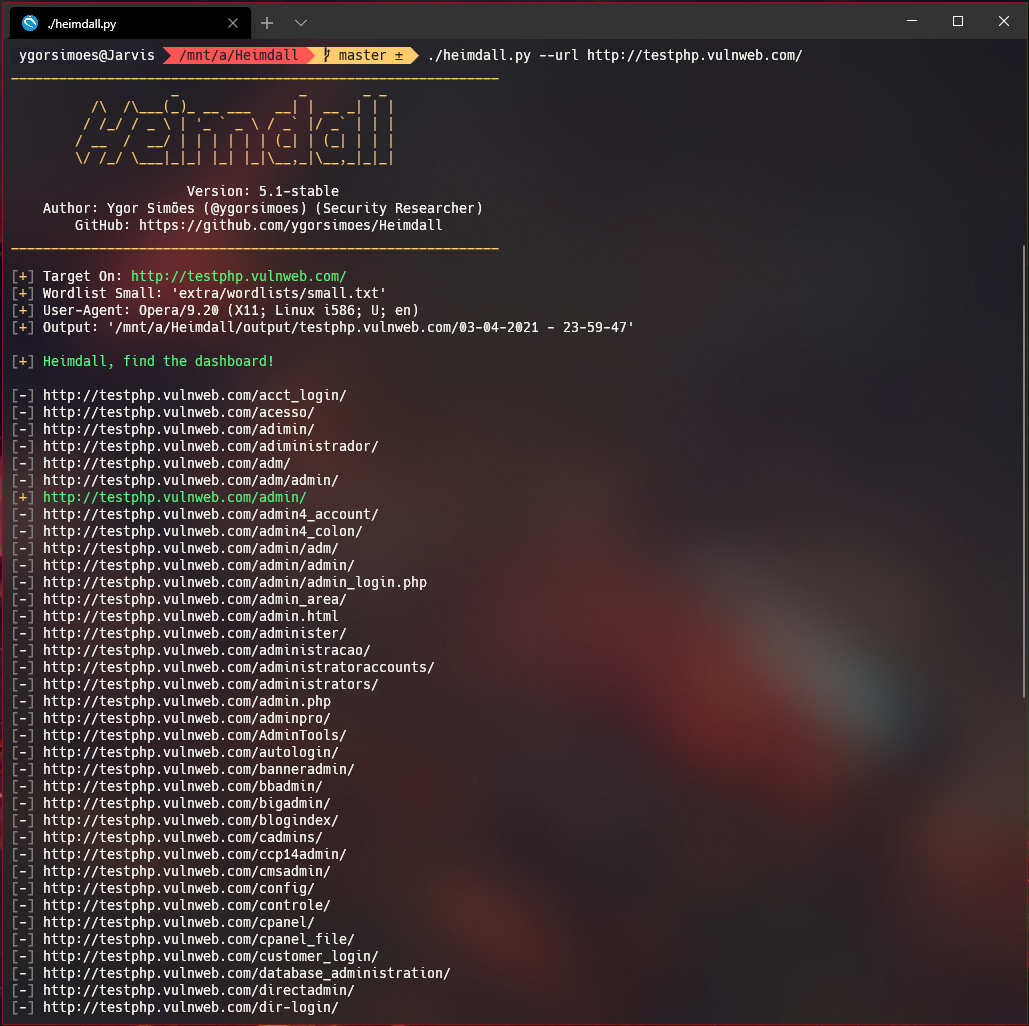 ./heimdall.py
ygorsimoes@Jarvis /mnt/a/Heimdall master ± ./heimdall.py --url http://testphp.vulnweb.com/
Heimdall
Version: 5.1-stable
Author: Ygor Simões (@ygorsimoes) (Security Researcher)
GitHub: https://github.com/ygorsimoes/Heimdall
[+] Target On: http://testphp.vulnweb.com/
[+] Wordlist Small: 'extra/wordlists/small.txt'
[+] User-Agent: Opera/9.20 (X11; Linux i586; U; en)
[+] Output: '/mnt/a/Heimdall/output/testphp.vulnweb.com/03-04-2021 - 23-59-47'
[+] Heimdall, find the dashboard!
[-] http://testphp.vulnweb.com/acct_login/
[-] http://testphp.vulnweb.com/acesso/
[-] http://testphp.vulnweb.com/adimin/
[-] http://testphp.vulnweb.com/adiministrador/
[-] http://testphp.vulnweb.com/adm/
[-] http://testphp.vulnweb.com/adm/admin/
[+] http://testphp.vulnweb.com/admin/
[-] http://testphp.vulnweb.com/admin4_account/
[-] http://testphp.vulnweb.com/admin4_colon/
[-] http://testphp.vulnweb.com/admin/adm/
[-] http://testphp.vulnweb.com/admin/admin/
[-] http://testphp.vulnweb.com/admin/admin_login.php
[-] http://testphp.vulnweb.com/admin_area/
[-] http://testphp.vulnweb.com/admin.html
[-] http://testphp.vulnweb.com/administer/
[-] http://testphp.vulnweb.com/administracao/
[-] http://testphp.vulnweb.com/administratoraccounts/
[-] http://testphp.vulnweb.com/administrators/
[-] http://testphp.vulnweb.com/admin.php
[-] http://testphp.vulnweb.com/adminpro/
[-] http://testphp.vulnweb.com/AdminTools/
[-] http://testphp.vulnweb.com/autologin/
[-] http://testphp.vulnweb.com/banneradmin/
[-] http://testphp.vulnweb.com/bbadmin/
[-] http://testphp.vulnweb.com/bigadmin/
[-] http://testphp.vulnweb.com/blogindex/
[-] http://testphp.vulnweb.com/cadmins/
[-] http://testphp.vulnweb.com/ccp14admin/
[-] http://testphp.vulnweb.com/cmsadmin/
[-] http://testphp.vulnweb.com/config/
[-] http://testphp.vulnweb.com/controle/
[-] http://testphp.vulnweb.com/cpanel/
[-] http://testphp.vulnweb.com/cpanel_file/
[-] http://testphp.vulnweb.com/customer_login/
[-] http://testphp.vulnweb.com/database_administration/
[-] http://testphp.vulnweb.com/directadmin/
[-] http://testphp.vulnweb.com/dir-login/